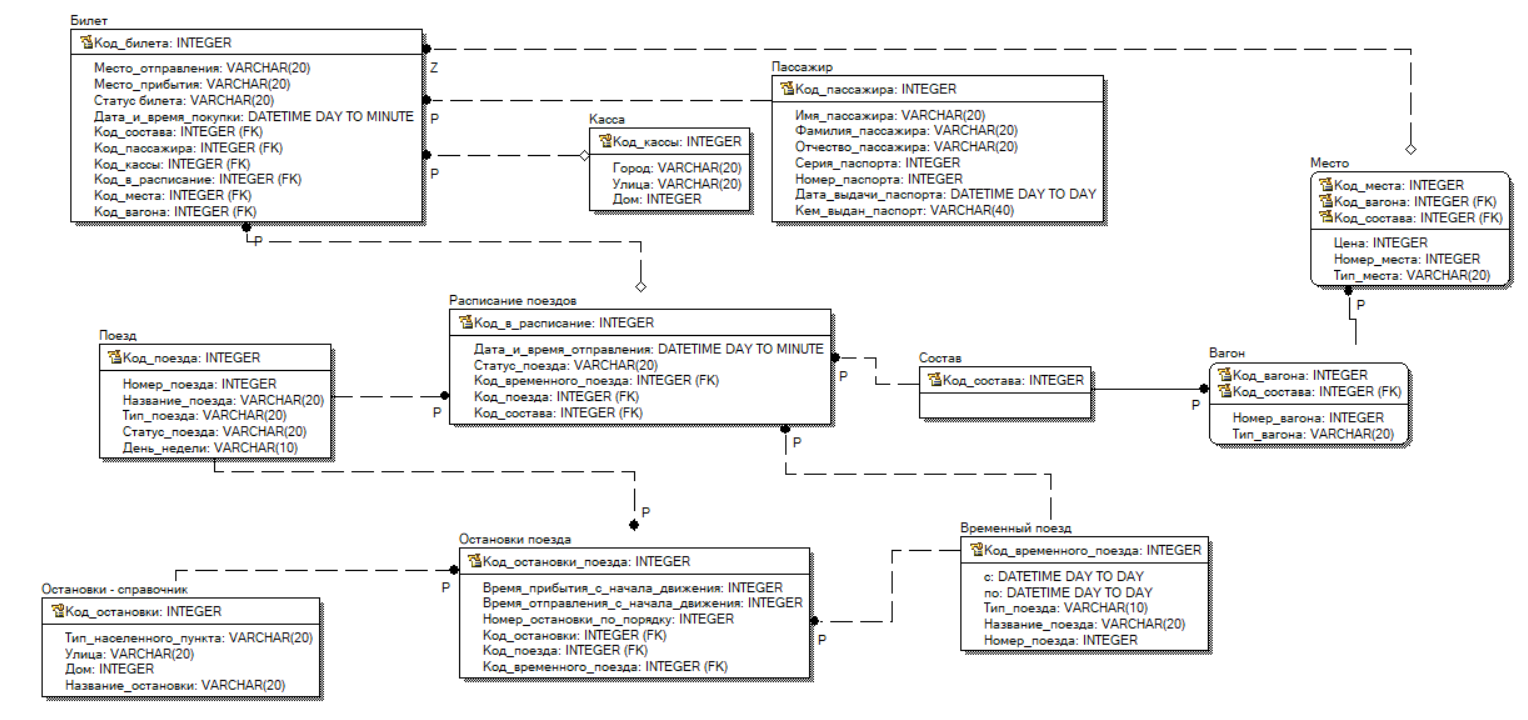 Билет
Код_билета: INTEGER
Место_отправления: VARCHAR(20)
Место_прибытия: VARCHAR(20)
Статус билета: VARCHAR(20)
Дата_и_время_покупки: DATETIME DAY TO MINUTE
Код_состава: INTEGER (FK)
Код_пассажира: INTEGER (FK)
Код_кассы: INTEGER (FK)
Код_в_расписание: INTEGER (FK)
Код_места: INTEGER (FK)
Код_вагона: INTEGER (FK)
Z
P
P
P
Касса
Код_кассы: INTEGER
Город: VARCHAR(20)
Улица: VARCHAR(20)
Дом: INTEGER
Пассажир
Код_пассажира: INTEGER
Имя_пассажира: VARCHAR(20)
Фамилия_пассажира: VARCHAR(20)
Отчество_пассажира: VARCHAR(20)
Серия_паспорта: INTEGER
Номер_паспорта: INTEGER
Дата_выдачи_паспорта: DATETIME DAY TO DAY
Кем_выдан_паспорт: VARCHAR(40)
Место
Код_места: INTEGER
Код_вагона: INTEGER (FK)
Код_состава: INTEGER (FK)
Цена: INTEGER
Номер_места: INTEGER
Тип_места: VARCHAR(20)
P
Поезд
Код_поезда: INTEGER
Номер_поезда: INTEGER
Название_поезда: VARCHAR(20)
Тип_поезда: VARCHAR(20)
Статус_поезда: VARCHAR(20)
День_недели: VARCHAR(10)
P
Расписание поездов
Код_в_расписание: INTEGER
Дата_и_время_отправления: DATETIME DAY TO MINUTE
Статус_поезда: VARCHAR(20)
Код_временного_поезда: INTEGER (FK)
Код_поезда: INTEGER (FK)
Код_состава: INTEGER (FK)
P
P
Состав
Код_состава: INTEGER
P
Вагон
Код_вагона: INTEGER
Код_состава: INTEGER (FK)
Номер_вагона: INTEGER
Тип_вагона: VARCHAR(20)
P
Остановки - справочник
Код_остановки: INTEGER
Тип_населенного_пункта: VARCHAR(20)
Улица: VARCHAR(20)
Дом: INTEGER
Название_остановки: VARCHAR(20)
P
Остановки поезда
Код_остановки_поезда: INTEGER
Время_прибытия_с_начала_движения: INTEGER
Время_отправления_с_начала_движения: INTEGER
Номер_остановки_по_порядку: INTEGER
Код_остановки: INTEGER (FK)
Код_поезда: INTEGER (FK)
Код_временного_поезда: INTEGER (FK)
P
Временный поезд
Код_временного_поезда: INTEGER
с: DATETIME DAY TO DAY
по: DATETIME DAY TO DAY
Тип_поезда: VARCHAR(10)
Название_поезда: VARCHAR(20)
Номер_поезда: INTEGER